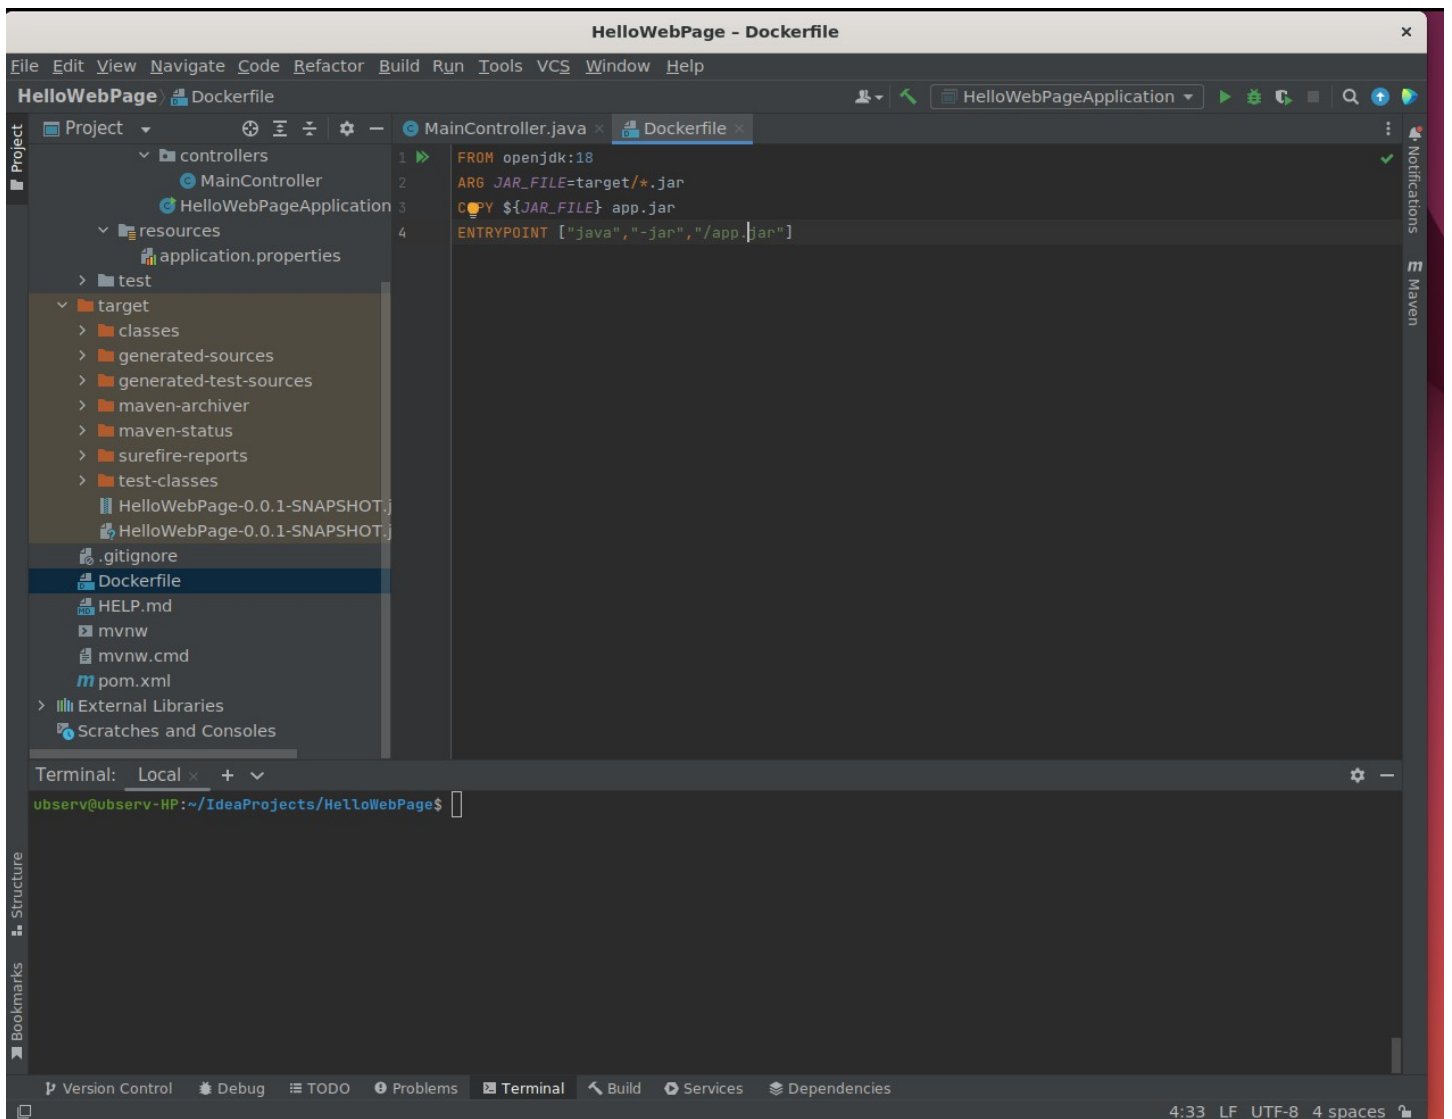 HelloWebPage – Dockerfile
File Edit View Navigate Code Refactor Build Run Tools VCS Window Help
HelloWebPage Dockerfile HelloWebPageApplication
Project
Project
MainController.java Dockerfile
controllers
MainController
HelloWebPageApplication
resources
application.properties
test
target
classes
generated-sources
generated-test-sources
maven-archiver
maven-status
surefire-reports
test-classes
HelloWebPage-0.0.1-SNAPSHOT.j
HelloWebPage-0.0.1-SNAPSHOT.j
.gitignore
Dockerfile
HELP.md
mvnw
mvnw.cmd
pom.xml
External Libraries
Scratches and Consoles
1 FROM openjdk:18
2 ARG JAR_FILE=target/*.jar
3 COPY ${JAR_FILE} app.jar
4 ENTRYPOINT ["java","-jar","/app.jar"]
Notifications
m Maven
Terminal: Local
ubserv@ubserv-HP:~/IdeaProjects/HelloWebPage$
Structure
Bookmarks
Version Control Debug TODO Problems Terminal Build Services Dependencies
4:33 LF UTF-8 4 spaces